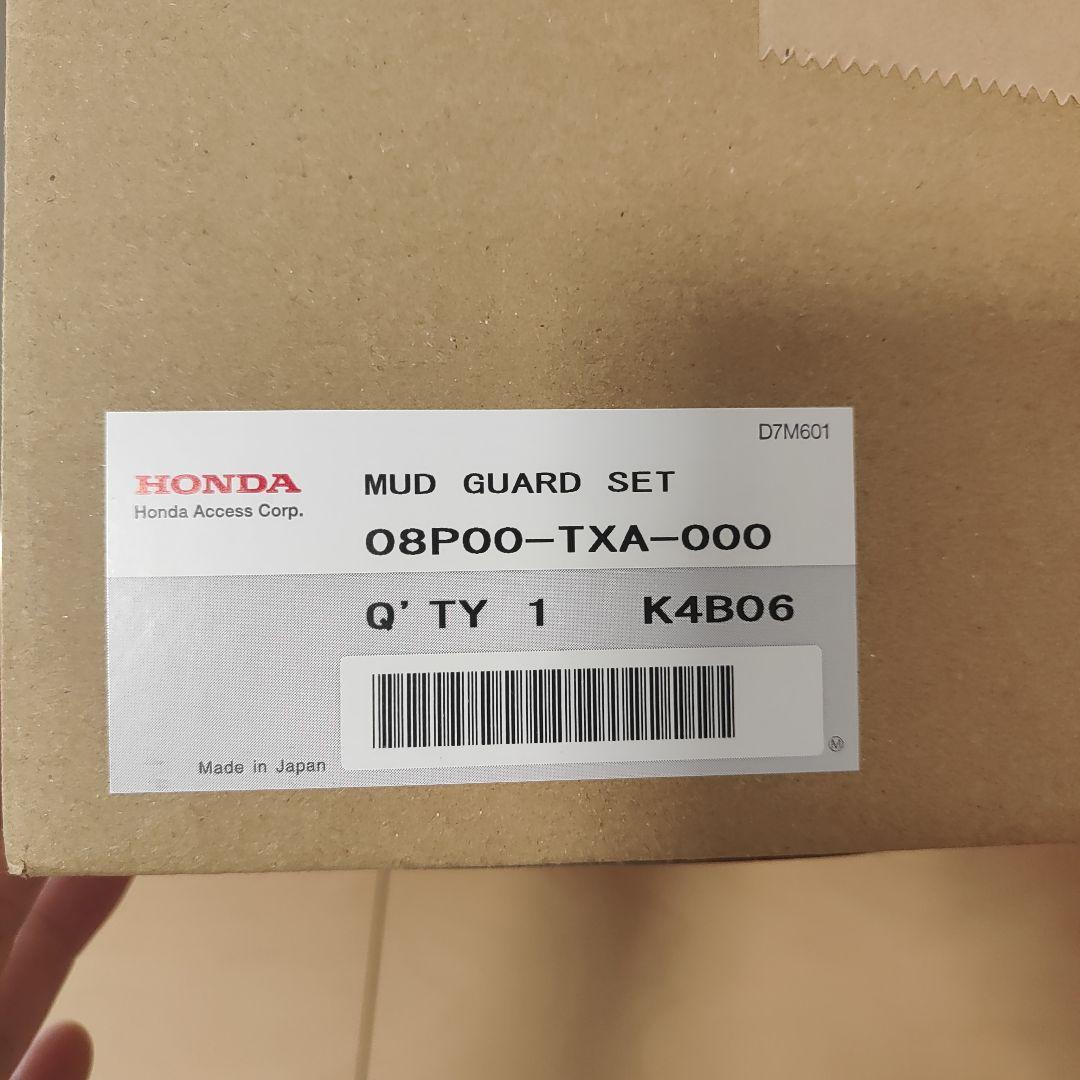 D7M601
HONDA
Honda Access Corp.
MUD GUARD SET
08P00-TXA-000
Q'TY 1 K4B06
Made in Japan
M